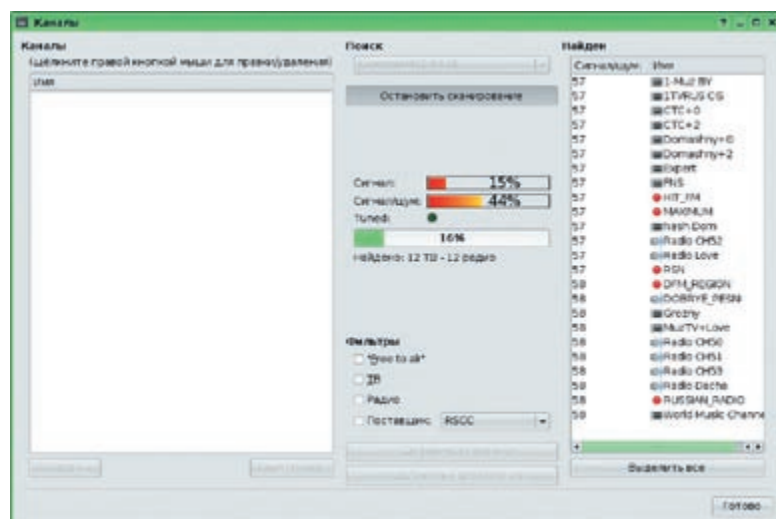 Каналы
Каналы
(щёлкните правой кнопкой мыши для правки/удаления)
Имя
Поиск
Остановить сканирование
Сигнал: 15%
Сигнал/шум: 44%
Tuned:
16%
Найдено: 12 ТВ - 12 радио
Фильтры
"Free to air"
ТВ
Радио
Поставщик: RSCC
Найден
Сигнал/шум Имя
57 1-Muz BY
57 1TVRUS CIS
57 CTC+0
57 CTC+2
57 Domashny+0
57 Domashny+2
57 Expert
57 PNS
57 HIT_FM
57 MAXIMUM
57 Nash Dom
57 Radio CH52
57 Radio Love
57 RSN
58 DFM_REGION
58 DOBRYE_PESNI
58 Grozny
58 MuzTV+Love
58 Radio CH50
58 Radio CH51
58 Radio CH53
58 Radio Dacha
58 RUSSIAN_RADIO
58 World Music Channe
Выделить все
Готово